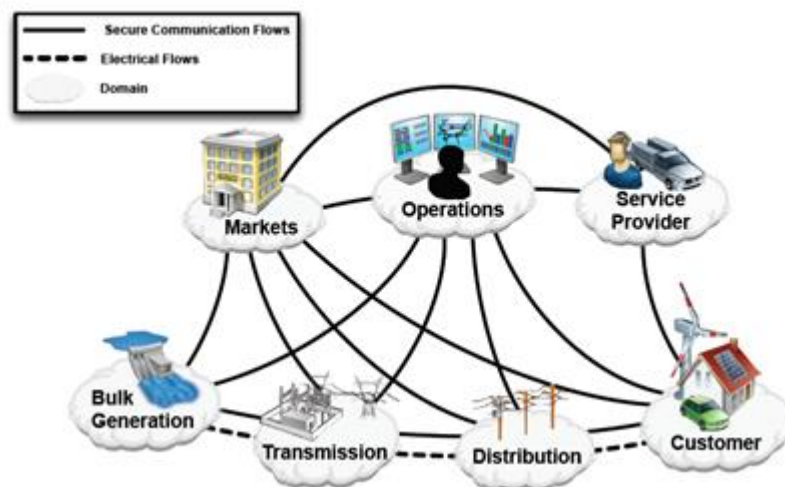 Secure Communication Flows
Electrical Flows
Domain
Markets
Operations
Service
Provider
Bulk
Generation
Transmission
Distribution
Customer